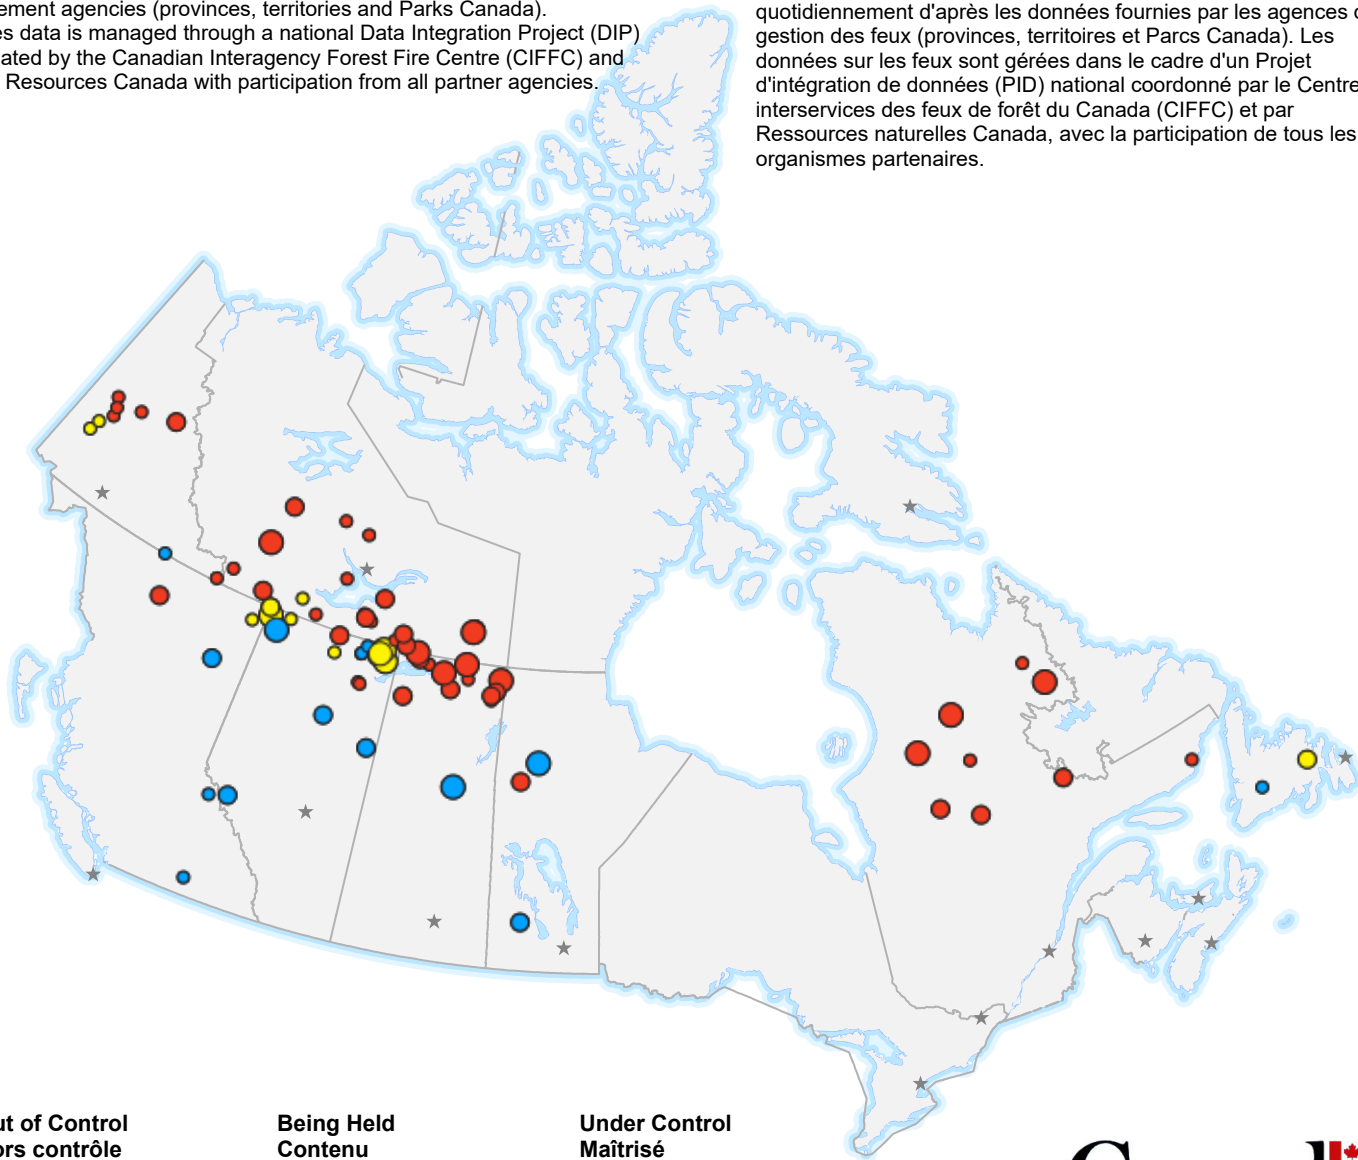 ement agencies (provinces, territories and Parks Canada).
es data is managed through a national Data Integration Project (DIP)
ated by the Canadian Interagency Forest Fire Centre (CIFFC) and
Resources Canada with participation from all partner agencies.
quotidiennement d'après les données fournies par les agences
gestion des feux (provinces, territoires et Parcs Canada). Les
données sur les feux sont gérées dans le cadre d'un Projet
d'intégration de données (PID) national coordonné par le Centre
interservices des feux de forêt du Canada (CIFFC) et par
Ressources naturelles Canada, avec la participation de tous les
organismes partenaires.
ut of Control
ors contrôle
Being Held
Contenu
Under Control
Maîtrisé